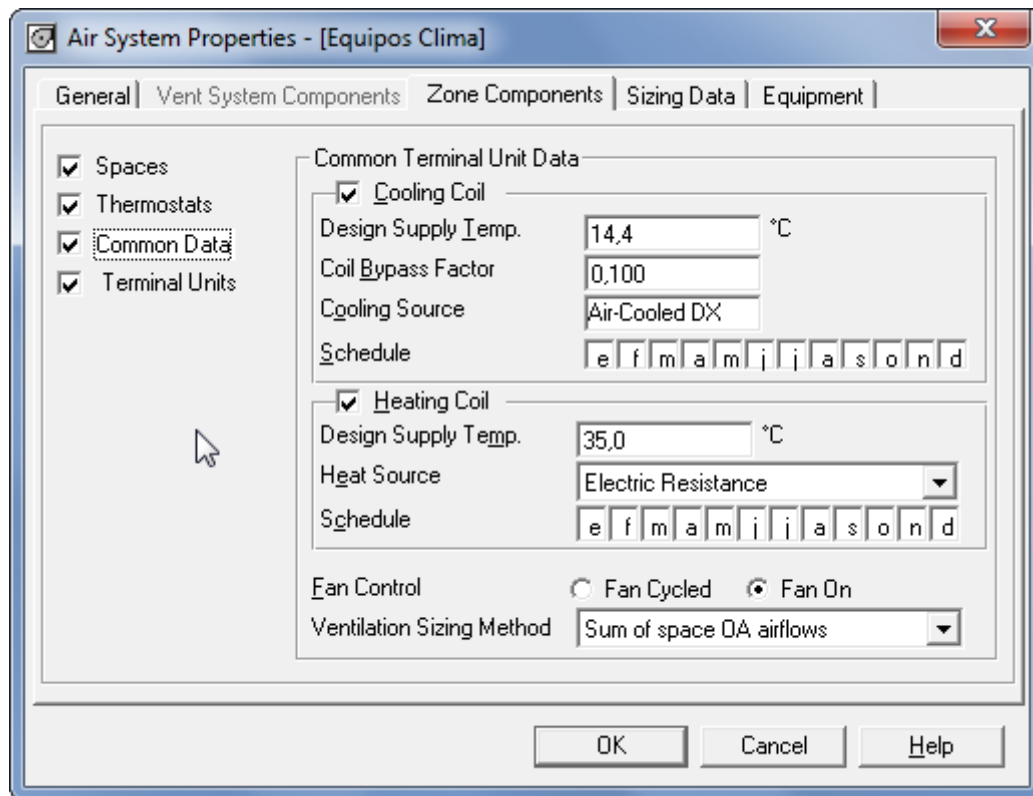 Air System Properties - [Equipos Clima]
General Vent System Components Zone Components Sizing Data Equipment
Spaces
Thermostats
Common Data
Terminal Units
Common Terminal Unit Data
Cooling Coil
Design Supply Temp. 14,4 °C
Coil Bypass Factor 0,100
Cooling Source Air-Cooled DX
Schedule e f m a m j j a s o n d
Heating Coil
Design Supply Temp. 35,0 °C
Heat Source Electric Resistance
Schedule e f m a m j j a s o n d
Fan Control Fan Cycled Fan On
Ventilation Sizing Method Sum of space OA airflows
OK Cancel Help